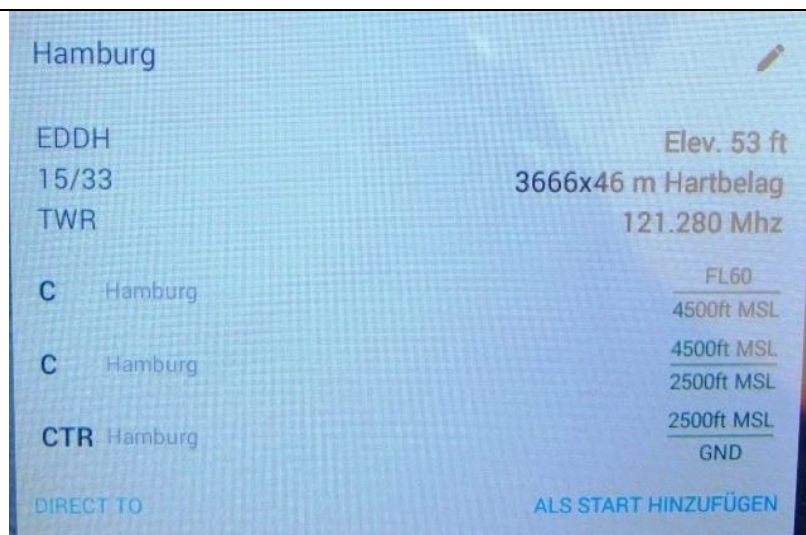 Hamburg
EDDH Elev. 53 ft
15/33 3666x46 m Hartbelag
TWR 121.280 Mhz
C Hamburg FL60
4500ft MSL
C Hamburg 4500ft MSL
2500ft MSL
CTR Hamburg 2500ft MSL
GND
DIRECT TO ALS START HINZUFÜGEN